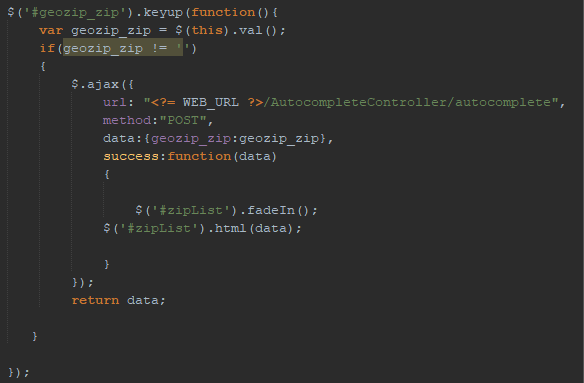 $('#geozip_zip').keyup(function(){
var geozip_zip = $(this).val();
if(geozip_zip != '')
{
$.ajax({
url: "<?= WEB_URL ?>/AutocompleteController/autocomplete",
method:"POST",
data:{geozip_zip:geozip_zip},
success:function(data)
{
$('#zipList').fadeIn();
$('#zipList').html(data);
}
});
return data;
}
});